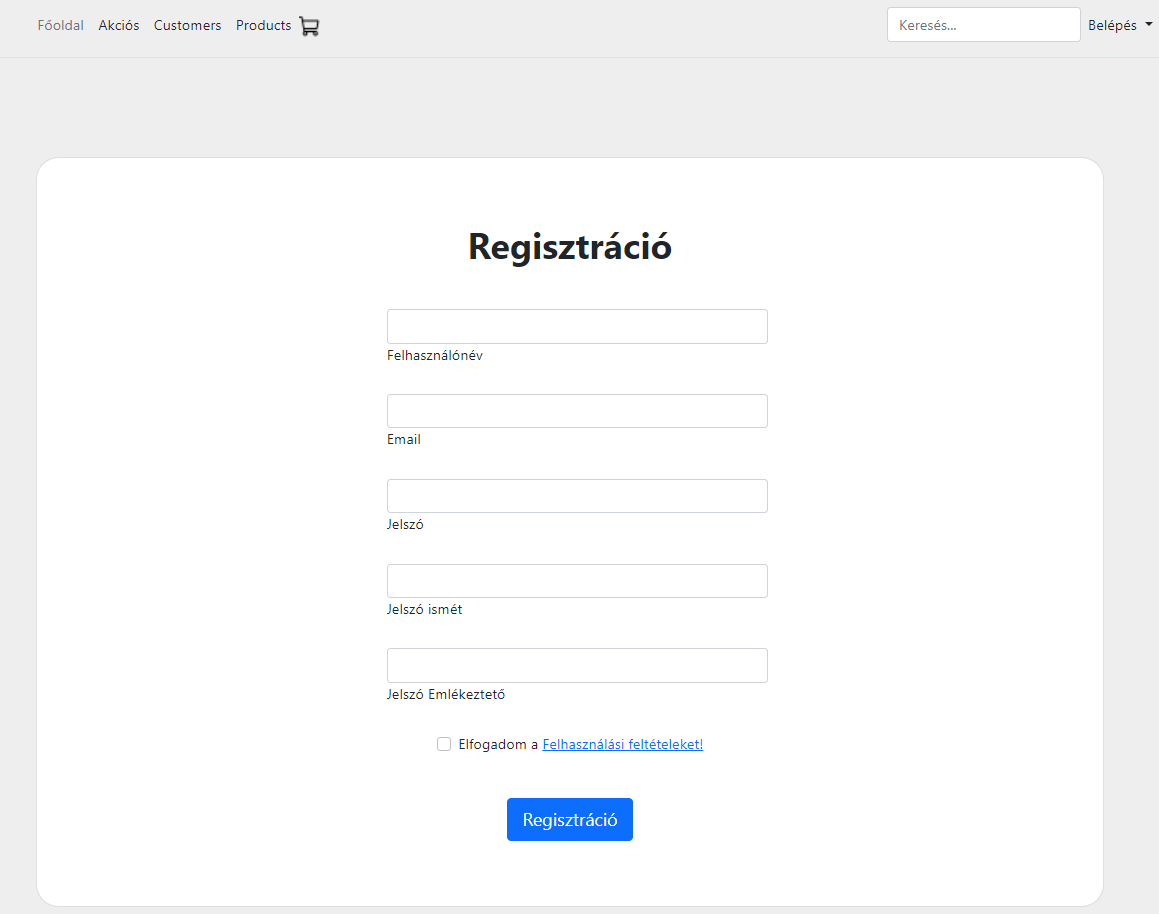 Főoldal Akciós Customers Products Keresés... Belépés
Regisztráció
Felhasználónév
Email
Jelszó
Jelszó ismét
Jelszó Emlékeztető
Elfogadom a Felhasználási feltételeket!
Regisztráció